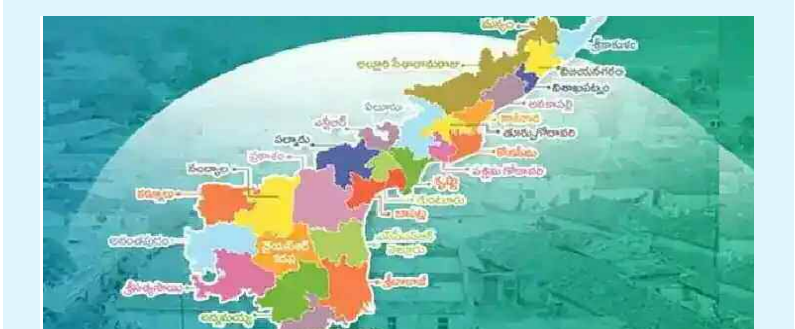 మన్యం
శ్రీకాకుళం
అల్లూరి సీతారామరాజు
విజయనగరం
విశాఖపట్నం
అనకాపల్లి
ఏలూరు
కాకినాడ
ఎన్టీఆర్
తూర్పుగోదావరి
పల్నాడు
కోనసీమ
ప్రకాశం
పశ్చిమ గోదావరి
నంద్యాల
కృష్ణా
గుంటూరు
కర్నూలు
బాపట్ల
అనంతపురం
వైయస్ఆర్
కడప
నెల్లూరు
శ్రీసత్యసాయి
శ్రీబాలాజీ
అన్నమయ్య